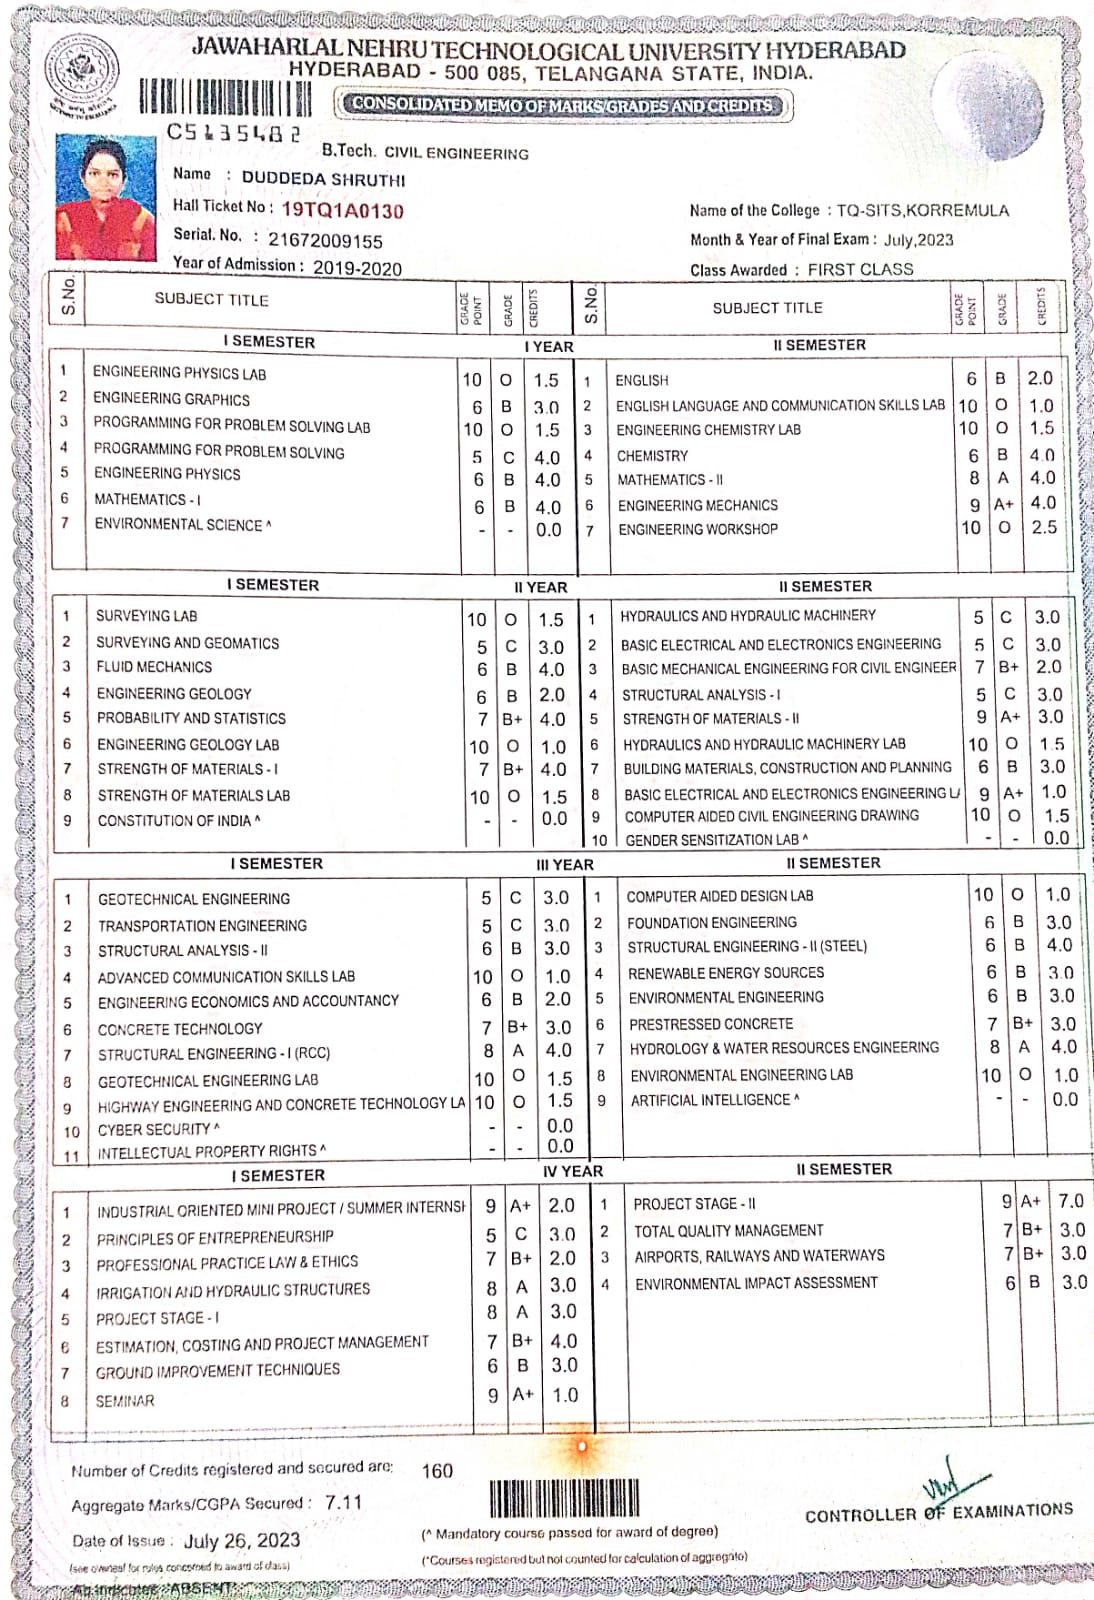 JAWAHARLAL NEHRU TECHNOLOGICAL UNIVERSITY HYDERABAD
HYDERABAD - 500 085, TELANGANA STATE, INDIA.
CONSOLIDATED MEMO OF MARKS/GRADES AND CREDITS
C5135482
B.Tech. CIVIL ENGINEERING
Name : DUDDEDA SHRUTHI
Hall Ticket No : 19TQ1A0130 Name of the College : TQ-SITS,KORREMULA
Serial. No. : 21672009155 Month & Year of Final Exam : July,2023
Year of Admission : 2019-2020 Class Awarded : FIRST CLASS
S.No. SUBJECT TITLE GRADE POINT GRADE CREDITS S.No. SUBJECT TITLE GRADE POINT GRADE CREDITS
I SEMESTER I YEAR II SEMESTER
1 ENGINEERING PHYSICS LAB 10 O 1.5 1 ENGLISH 6 B 2.0
2 ENGINEERING GRAPHICS 6 B 3.0 2 ENGLISH LANGUAGE AND COMMUNICATION SKILLS LAB 10 O 1.0
3 PROGRAMMING FOR PROBLEM SOLVING LAB 10 O 1.5 3 ENGINEERING CHEMISTRY LAB 10 O 1.5
4 PROGRAMMING FOR PROBLEM SOLVING 5 C 4.0 4 CHEMISTRY 6 B 4.0
5 ENGINEERING PHYSICS 6 B 4.0 5 MATHEMATICS - II 8 A 4.0
6 MATHEMATICS - I 6 B 4.0 6 ENGINEERING MECHANICS 9 A+ 4.0
7 ENVIRONMENTAL SCIENCE ^ - - 0.0 7 ENGINEERING WORKSHOP 10 O 2.5
I SEMESTER II YEAR II SEMESTER
1 SURVEYING LAB 10 O 1.5 1 HYDRAULICS AND HYDRAULIC MACHINERY 5 C 3.0
2 SURVEYING AND GEOMATICS 5 C 3.0 2 BASIC ELECTRICAL AND ELECTRONICS ENGINEERING 5 C 3.0
3 FLUID MECHANICS 6 B 4.0 3 BASIC MECHANICAL ENGINEERING FOR CIVIL ENGINEER 7 B+ 2.0
4 ENGINEERING GEOLOGY 6 B 2.0 4 STRUCTURAL ANALYSIS - I 5 C 3.0
5 PROBABILITY AND STATISTICS 7 B+ 4.0 5 STRENGTH OF MATERIALS - II 9 A+ 3.0
6 ENGINEERING GEOLOGY LAB 10 O 1.0 6 HYDRAULICS AND HYDRAULIC MACHINERY LAB 10 O 1.5
7 STRENGTH OF MATERIALS - I 7 B+ 4.0 7 BUILDING MATERIALS, CONSTRUCTION AND PLANNING 6 B 3.0
8 STRENGTH OF MATERIALS LAB 10 O 1.5 8 BASIC ELECTRICAL AND ELECTRONICS ENGINEERING LA 9 A+ 1.0
9 CONSTITUTION OF INDIA ^ - - 0.0 9 COMPUTER AIDED CIVIL ENGINEERING DRAWING 10 O 1.5
10 GENDER SENSITIZATION LAB ^ - - 0.0
I SEMESTER III YEAR II SEMESTER
1 GEOTECHNICAL ENGINEERING 5 C 3.0 1 COMPUTER AIDED DESIGN LAB 10 O 1.0
2 TRANSPORTATION ENGINEERING 5 C 3.0 2 FOUNDATION ENGINEERING 6 B 3.0
3 STRUCTURAL ANALYSIS - II 6 B 3.0 3 STRUCTURAL ENGINEERING - II (STEEL) 6 B 4.0
4 ADVANCED COMMUNICATION SKILLS LAB 10 O 1.0 4 RENEWABLE ENERGY SOURCES 6 B 3.0
5 ENGINEERING ECONOMICS AND ACCOUNTANCY 6 B 2.0 5 ENVIRONMENTAL ENGINEERING 6 B 3.0
6 CONCRETE TECHNOLOGY 7 B+ 3.0 6 PRESTRESSED CONCRETE 7 B+ 3.0
7 STRUCTURAL ENGINEERING - I (RCC) 8 A 4.0 7 HYDROLOGY & WATER RESOURCES ENGINEERING 8 A 4.0
8 GEOTECHNICAL ENGINEERING LAB 10 O 1.5 8 ENVIRONMENTAL ENGINEERING LAB 10 O 1.0
9 HIGHWAY ENGINEERING AND CONCRETE TECHNOLOGY LA 10 O 1.5 9 ARTIFICIAL INTELLIGENCE ^ - - 0.0
10 CYBER SECURITY ^ - - 0.0
11 INTELLECTUAL PROPERTY RIGHTS ^ - - 0.0
I SEMESTER IV YEAR II SEMESTER
1 INDUSTRIAL ORIENTED MINI PROJECT / SUMMER INTERNSH 9 A+ 2.0 1 PROJECT STAGE - II 9 A+ 7.0
2 PRINCIPLES OF ENTREPRENEURSHIP 5 C 3.0 2 TOTAL QUALITY MANAGEMENT 7 B+ 3.0
3 PROFESSIONAL PRACTICE LAW & ETHICS 7 B+ 2.0 3 AIRPORTS, RAILWAYS AND WATERWAYS 7 B+ 3.0
4 IRRIGATION AND HYDRAULIC STRUCTURES 8 A 3.0 4 ENVIRONMENTAL IMPACT ASSESSMENT 6 B 3.0
5 PROJECT STAGE - I 8 A 3.0
6 ESTIMATION, COSTING AND PROJECT MANAGEMENT 7 B+ 4.0
7 GROUND IMPROVEMENT TECHNIQUES 6 B 3.0
8 SEMINAR 9 A+ 1.0
Number of Credits registered and secured are: 160
Aggregate Marks/CGPA Secured : 7.11
CONTROLLER OF EXAMINATIONS
Date of Issue : July 26, 2023
(^ Mandatory course passed for award of degree)
(*Courses registered but not counted for calculation of aggregate)
(see overleaf for rules concerned to award of class)
Ab indicates "ABSENT"